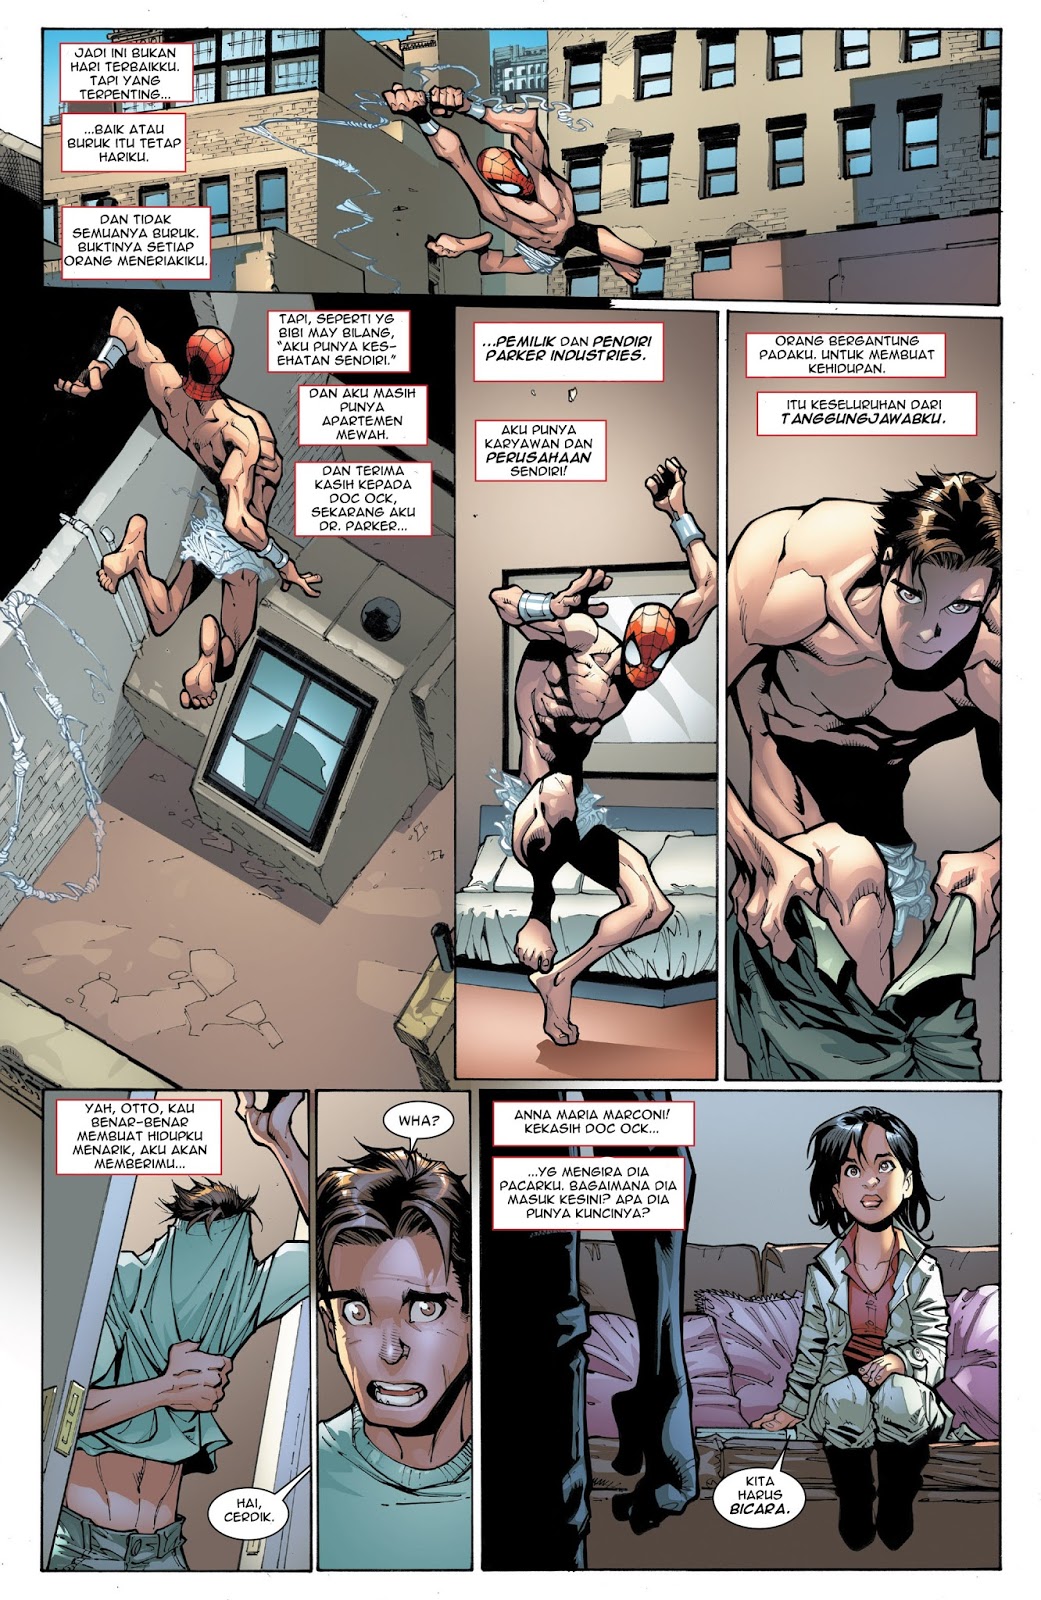 JADI INI BUKAN
HARI TERBAIKKU.
TAPI YANG
TERPENTING...
...BAIK ATAU
BURUK ITU TETAP
HARIKU.
DAN TIDAK
SEMUANYA BURUK.
BUKTINYA SETIAP
ORANG MENERIAKIKU.
TAPI, SEPERTI YG
BIBI MAY BILANG,
"AKU PUNYA KES-
EHATAN SENDIRI."
DAN AKU MASIH
PUNYA
APARTEMEN
MEWAH.
DAN TERIMA
KASIH KEPADA
DOC OCK,
SEKARANG AKU
DR. PARKER...
...PEMILIK DAN PENDIRI
PARKER INDUSTRIES.
AKU PUNYA
KARYAWAN DAN
PERUSAHAAN
SENDIRI!
ORANG BERGANTUNG
PADAKU. UNTUK MEMBUAT
KEHIDUPAN.
ITU KESELURUHAN DARI
TANGGUNGJAWABKU.
YAH, OTTO, KAU
BENAR-BENAR
MEMBUAT HIDUPKU
MENARIK, AKU AKAN
MEMBERIMU...
HAI,
CERDIK.
WHA?
ANNA MARIA MARCONI!
KEKASIH DOC OCK...
...YG MENGIRA DIA
PACARKU. BAGAIMANA DIA
MASUK KESINI? APA DIA
PUNYA KUNCINYA?
KITA
HARUS
BICARA.